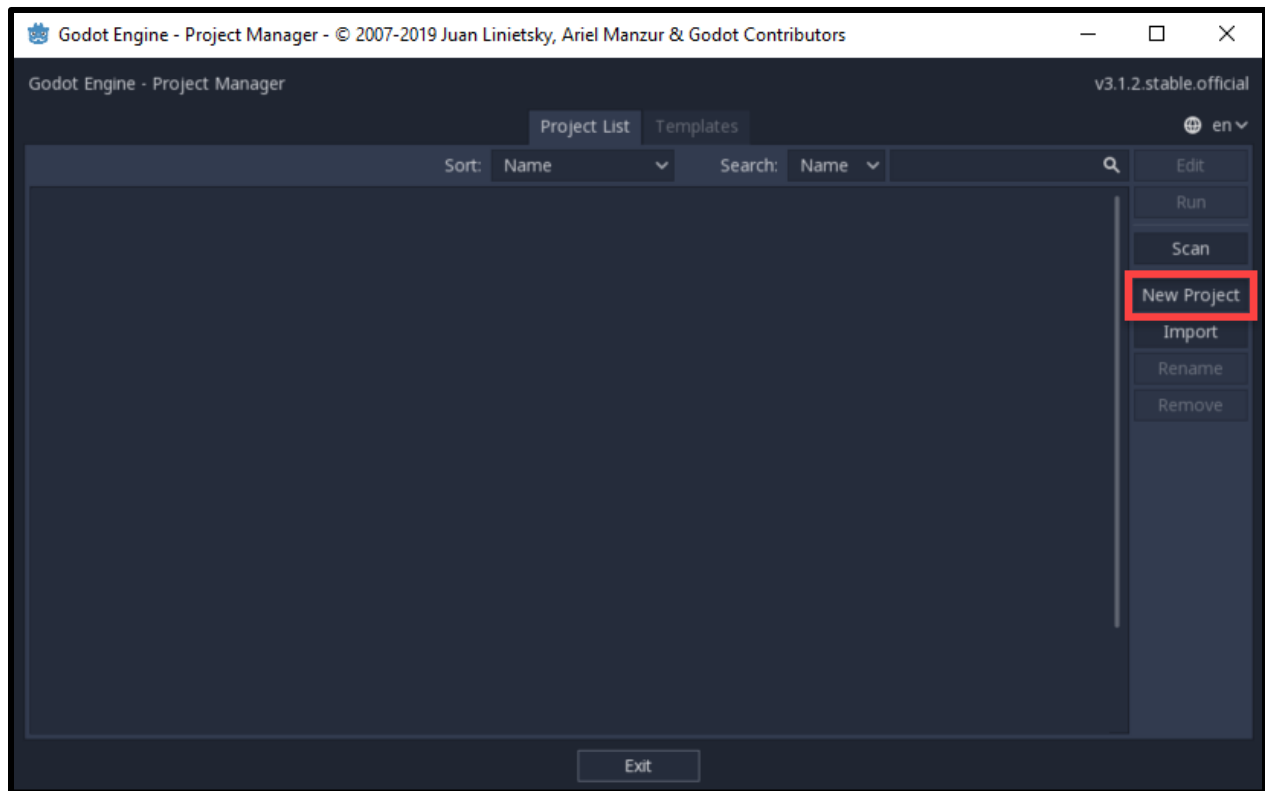 Godot Engine - Project Manager - © 2007-2019 Juan Linietsky, Ariel Manzur & Godot Contributors
Godot Engine - Project Manager
v3.1.2.stable.official
Project List
Templates
en
Sort:
Name
Search:
Name
Edit
Run
Scan
New Project
Import
Rename
Remove
Exit